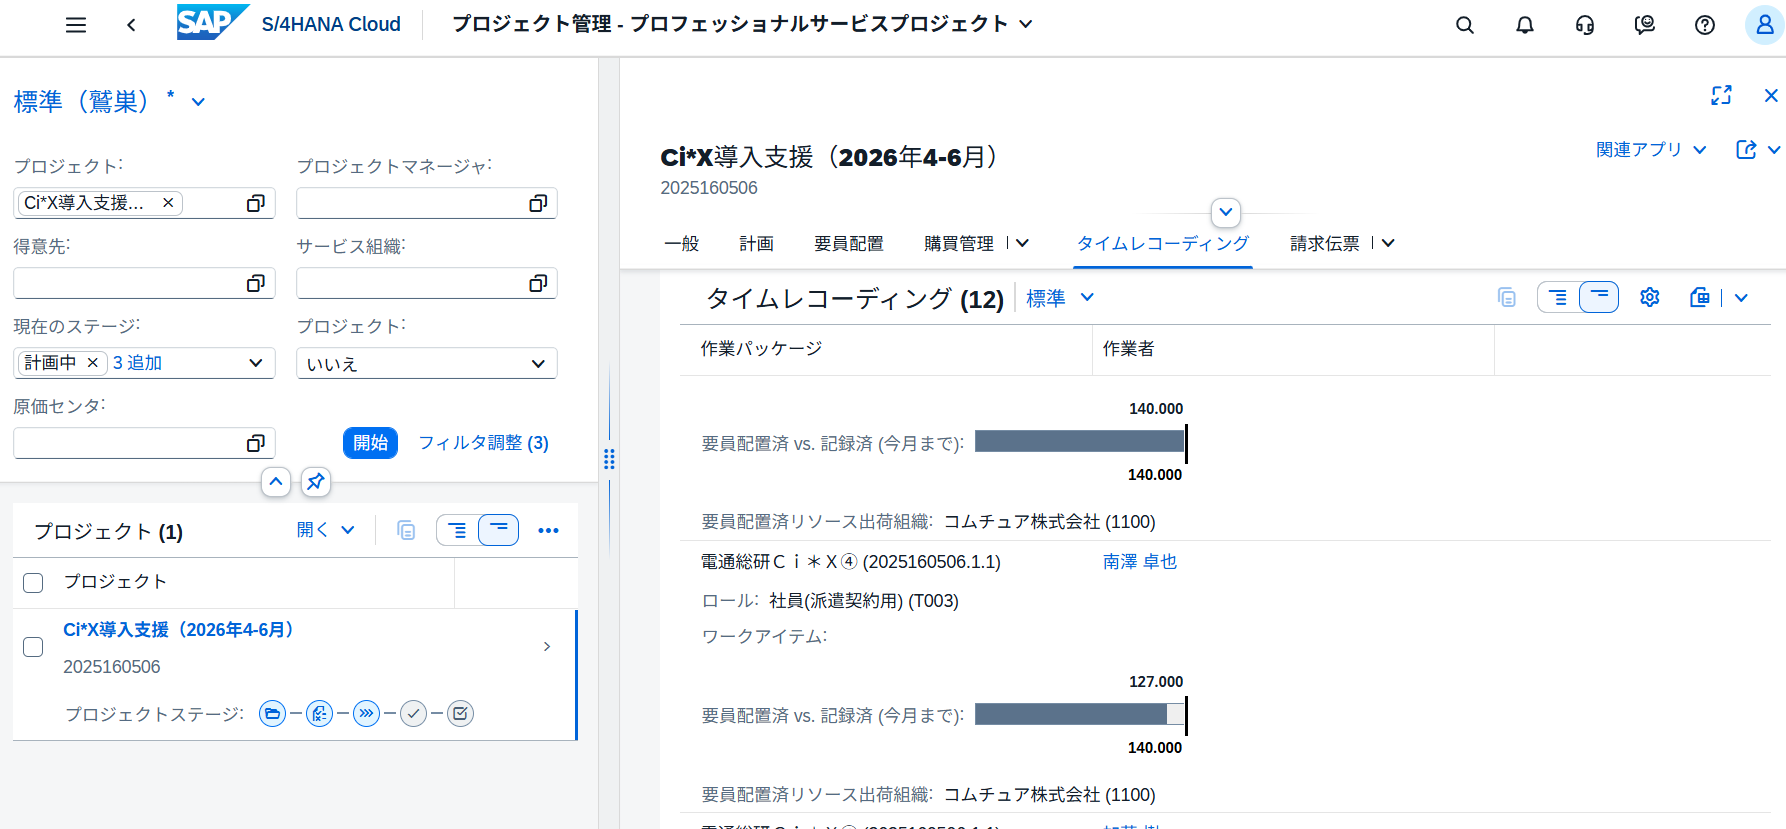 SAP S/4HANA Cloud プロジェクト管理 - プロフェッショナルサービスプロジェクト
標準（鷲巣） *
プロジェクト:
プロジェクトマネージャ:
Ci*X導入支援...
得意先:
サービス組織:
現在のステージ:
プロジェクト:
計画中 3 追加
いいえ
原価センタ:
開始 フィルタ調整 (3)
プロジェクト (1) 開く
プロジェクト
Ci*X導入支援（2026年4-6月）
2025160506
プロジェクトステージ:
Ci*X導入支援（2026年4-6月）
2025160506
関連アプリ
一般 計画 要員配置 購買管理 タイムレコーディング 請求伝票
タイムレコーディング (12) 標準
作業パッケージ 作業者
140.000
要員配置済 vs. 記録済 (今月まで):
140.000
要員配置済リソース出荷組織: コムチュア株式会社 (1100)
電通総研Ｃｉ＊Ｘ④ (2025160506.1.1) 南澤 卓也
ロール: 社員(派遣契約用) (T003)
ワークアイテム:
127.000
要員配置済 vs. 記録済 (今月まで):
140.000
要員配置済リソース出荷組織: コムチュア株式会社 (1100)